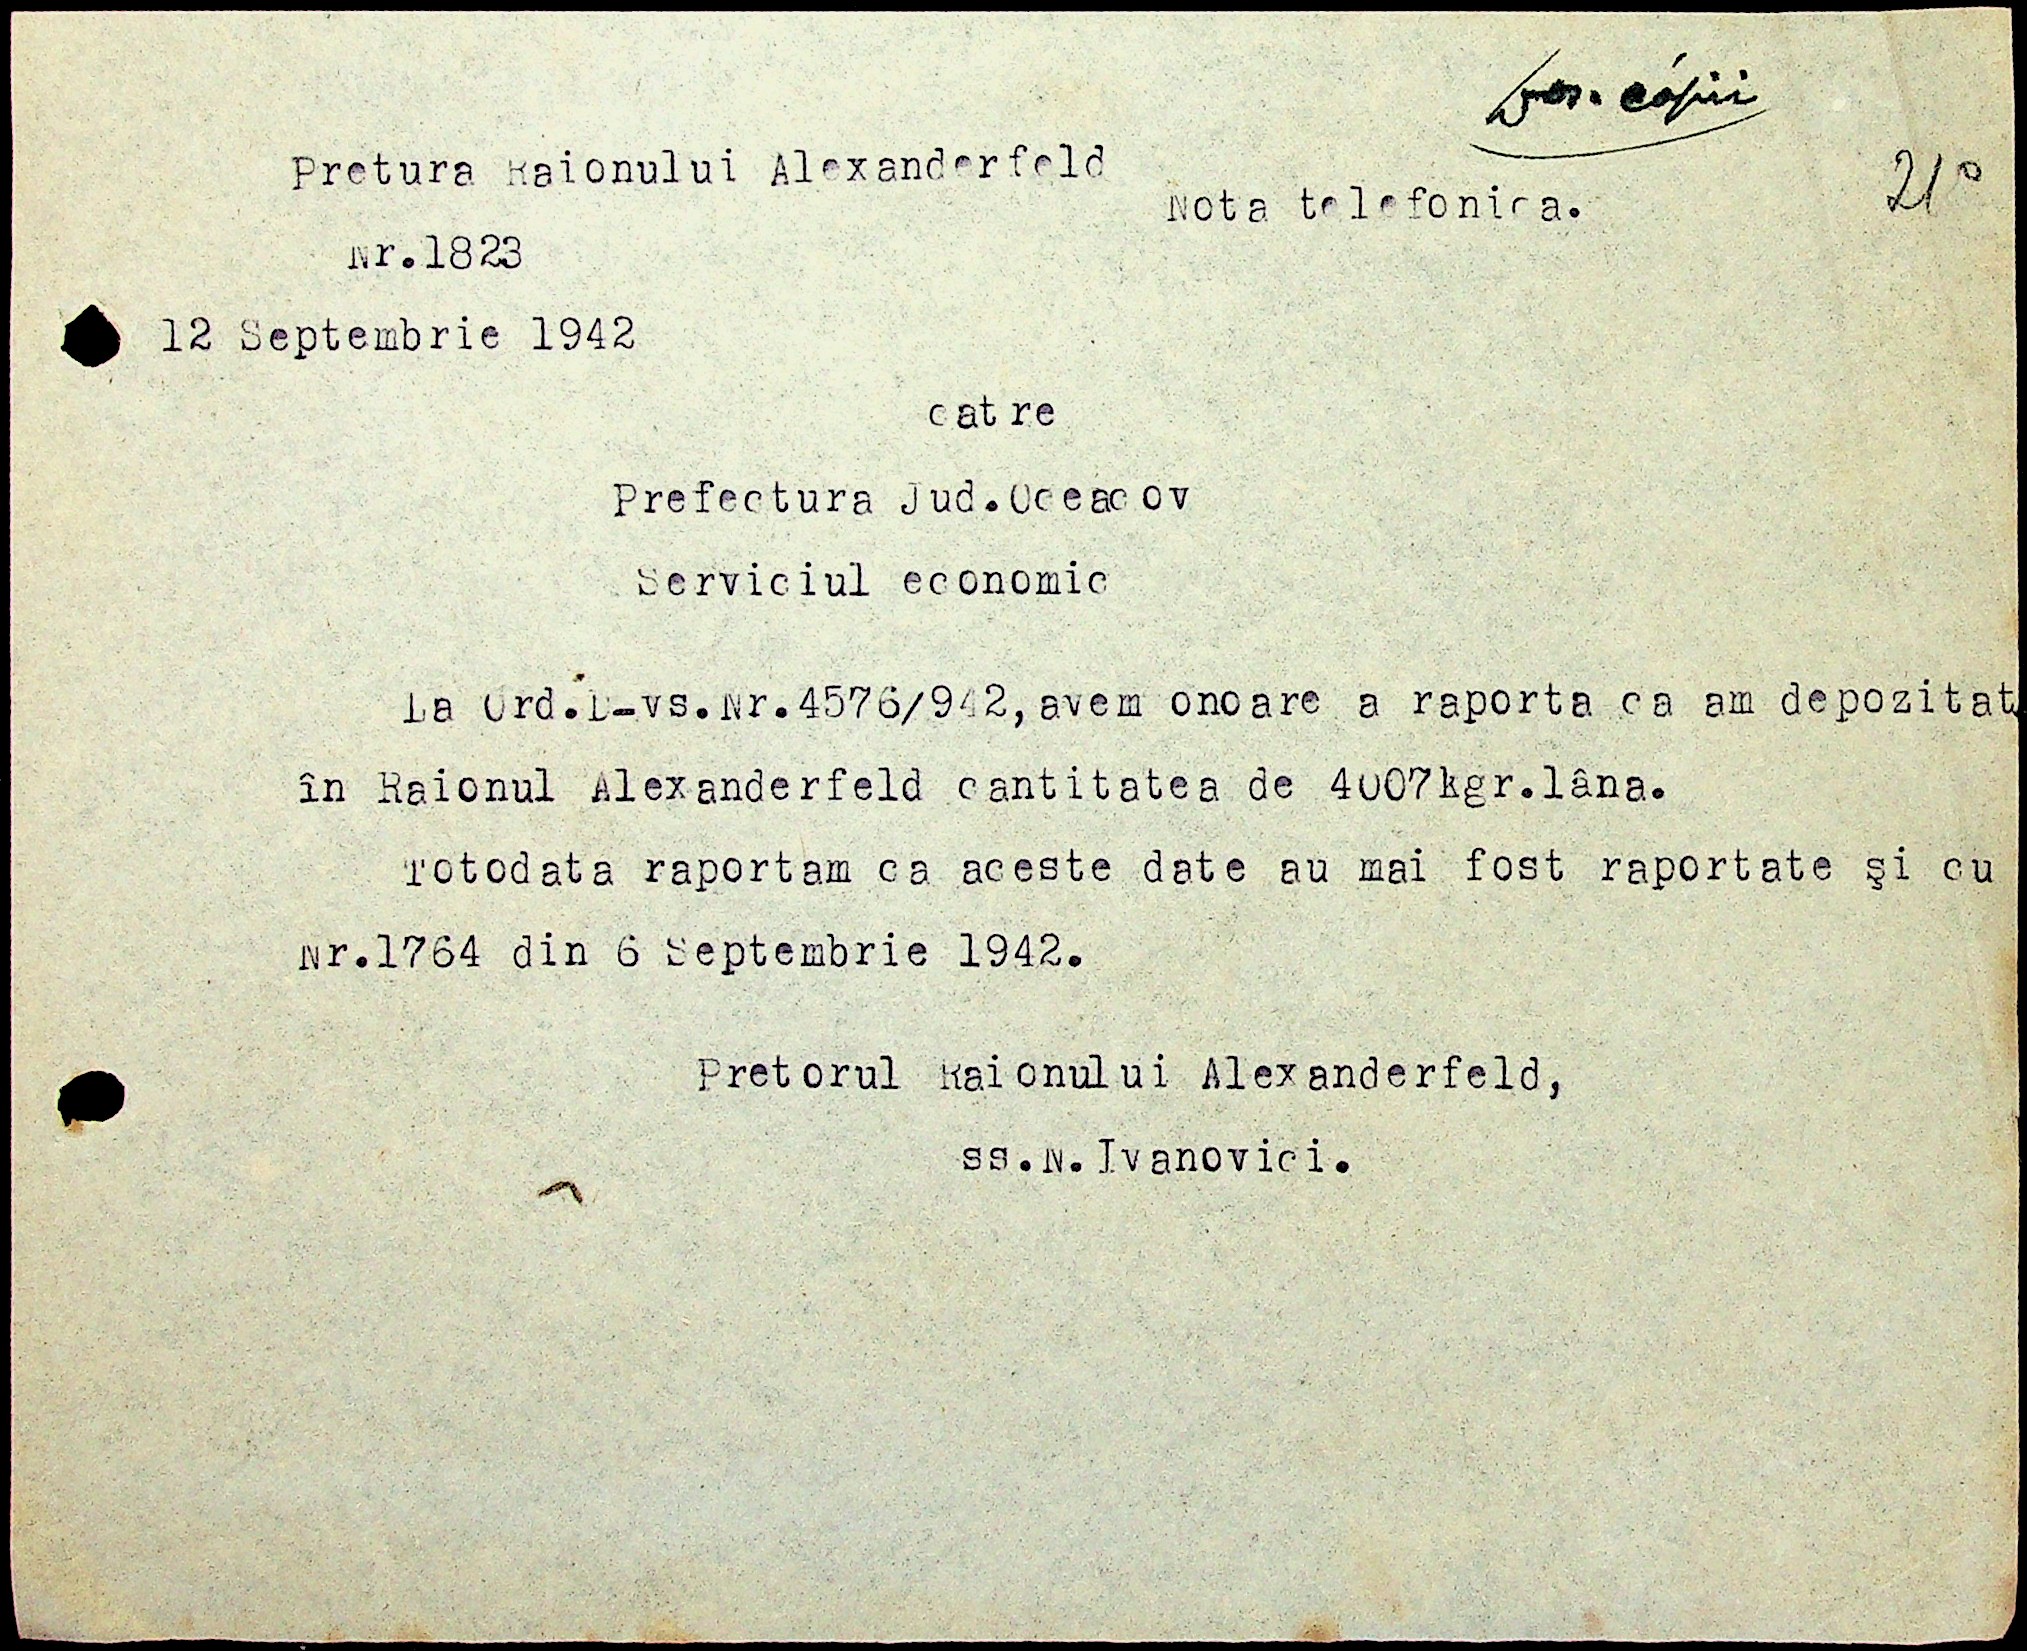 Dos. copii
210
Pretura Raionului Alexanderfeld
Nota telefonica.
Nr.1823
12 Septembrie 1942
catre
Prefectura Jud.Oceacov
Serviciul economic
La Ord.D-vs.Nr.4576/942,avem onoare a raporta ca am depozitat
în Raionul Alexanderfeld cantitatea de 4007kgr.lâna.
Totodata raportam ca aceste date au mai fost raportate şi cu
Nr.1764 din 6 Septembrie 1942.
Pretorul Raionului Alexanderfeld,
ss.N.Ivanovici.